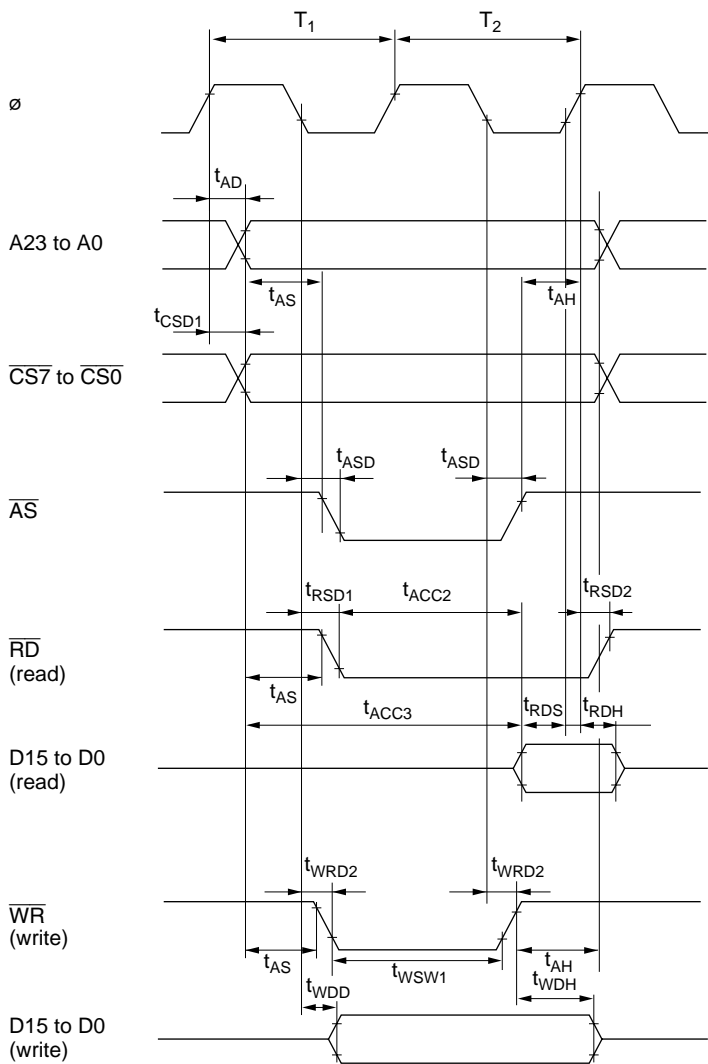 T1 T2
ø
tAD
A23 to A0
tAS tAH
tCSD1
CS7 to CS0
tASD tASD
AS
tRSD1 tACC2 tRSD2
RD
(read)
tAS
tACC3 tRDS tRDH
D15 to D0
(read)
tWRD2 tWRD2
WR
(write)
tAS tAH
tWSW1 tWDH
tWDD
D15 to D0
(write)